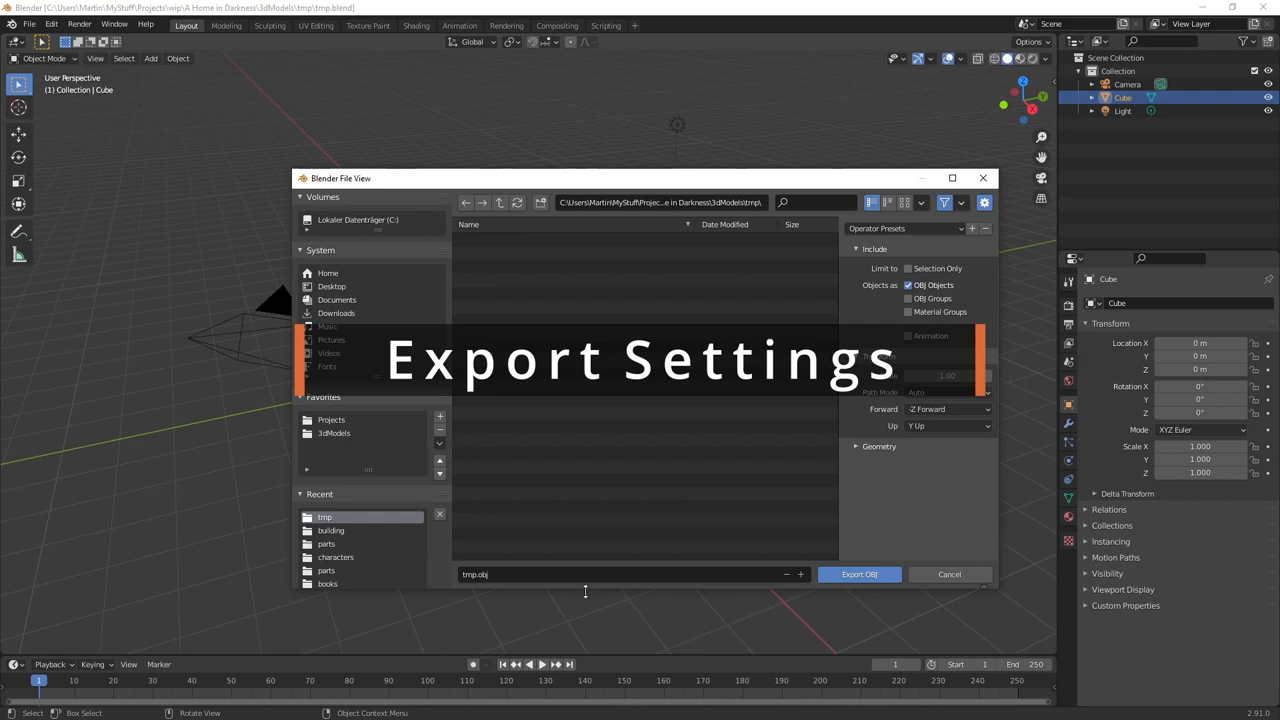 Blender [C:\Users\Martin\MyStuff\Projects\wip\A Home in Darkness\3dModels\tmp\tmp.blend]
File Edit Render Window Help Layout Modeling Sculpting UV Editing Texture Paint Shading Animation Rendering Compositing Scripting + Scene View Layer
Global Options
Object Mode View Select Add Object
User Perspective
(1) Collection | Cube
Z
Y
X
Scene Collection
Collection
Camera
Cube
Light
Blender File View
Volumes
Lokaler Datenträger (C:)
System
Home
Desktop
Documents
Downloads
Music
Pictures
Videos
Fonts
Favorites
Projects
3dModels
Recent
tmp
building
parts
characters
parts
books
C:\Users\Martin\MyStuff\Projec...e in Darkness\3dModels\tmp\
Name Date Modified Size
Operator Presets
Include
Limit to Selection Only
Objects as OBJ Objects
OBJ Groups
Material Groups
Animation
Transform
1.00
Path Mode Auto
Forward -Z Forward
Up Y Up
Geometry
Export Settings
tmp.obj
Export OBJ Cancel
Cube
Cube
Transform
Location X 0 m
Y 0 m
Z 0 m
Rotation X 0°
Y 0°
Z 0°
Mode XYZ Euler
Scale X 1.000
Y 1.000
Z 1.000
Delta Transform
Relations
Collections
Instancing
Motion Paths
Visibility
Viewport Display
Custom Properties
Playback Keying View Marker 1 Start 1 End 250
1 10 20 30 40 50 60 70 80 90 100 110 120 130 140 150 160 170 180 190 200 210 220 230 240 250
Select Box Select Rotate View Object Context Menu 2.91.0